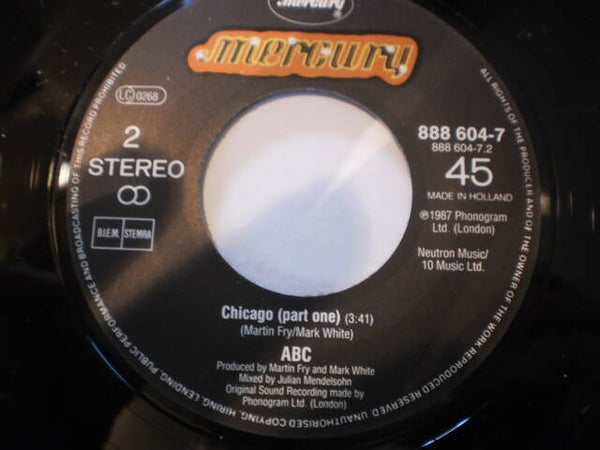 mercury
mercury
LC 0268
2
STEREO
B.I.E.M. STEMRA
888 604-7
888 604-7.2
45
MADE IN HOLLAND
℗1987 Phonogram
Ltd. (London)
Neutron Music/
10 Music Ltd.
Chicago (part one) (3:41)
(Martin Fry/Mark White)
ABC
Produced by Martin Fry and Mark White
Mixed by Julian Mendelsohn
Original Sound Recording made by
Phonogram Ltd. (London)
ALL RIGHTS OF THE PRODUCER AND OF THE OWNER OF THE WORK REPRODUCED RESERVED UNAUTHORISED COPYING, HIRING, LENDING, PUBLIC PERFORMANCE AND BROADCASTING OF THIS RECORD PROHIBITED